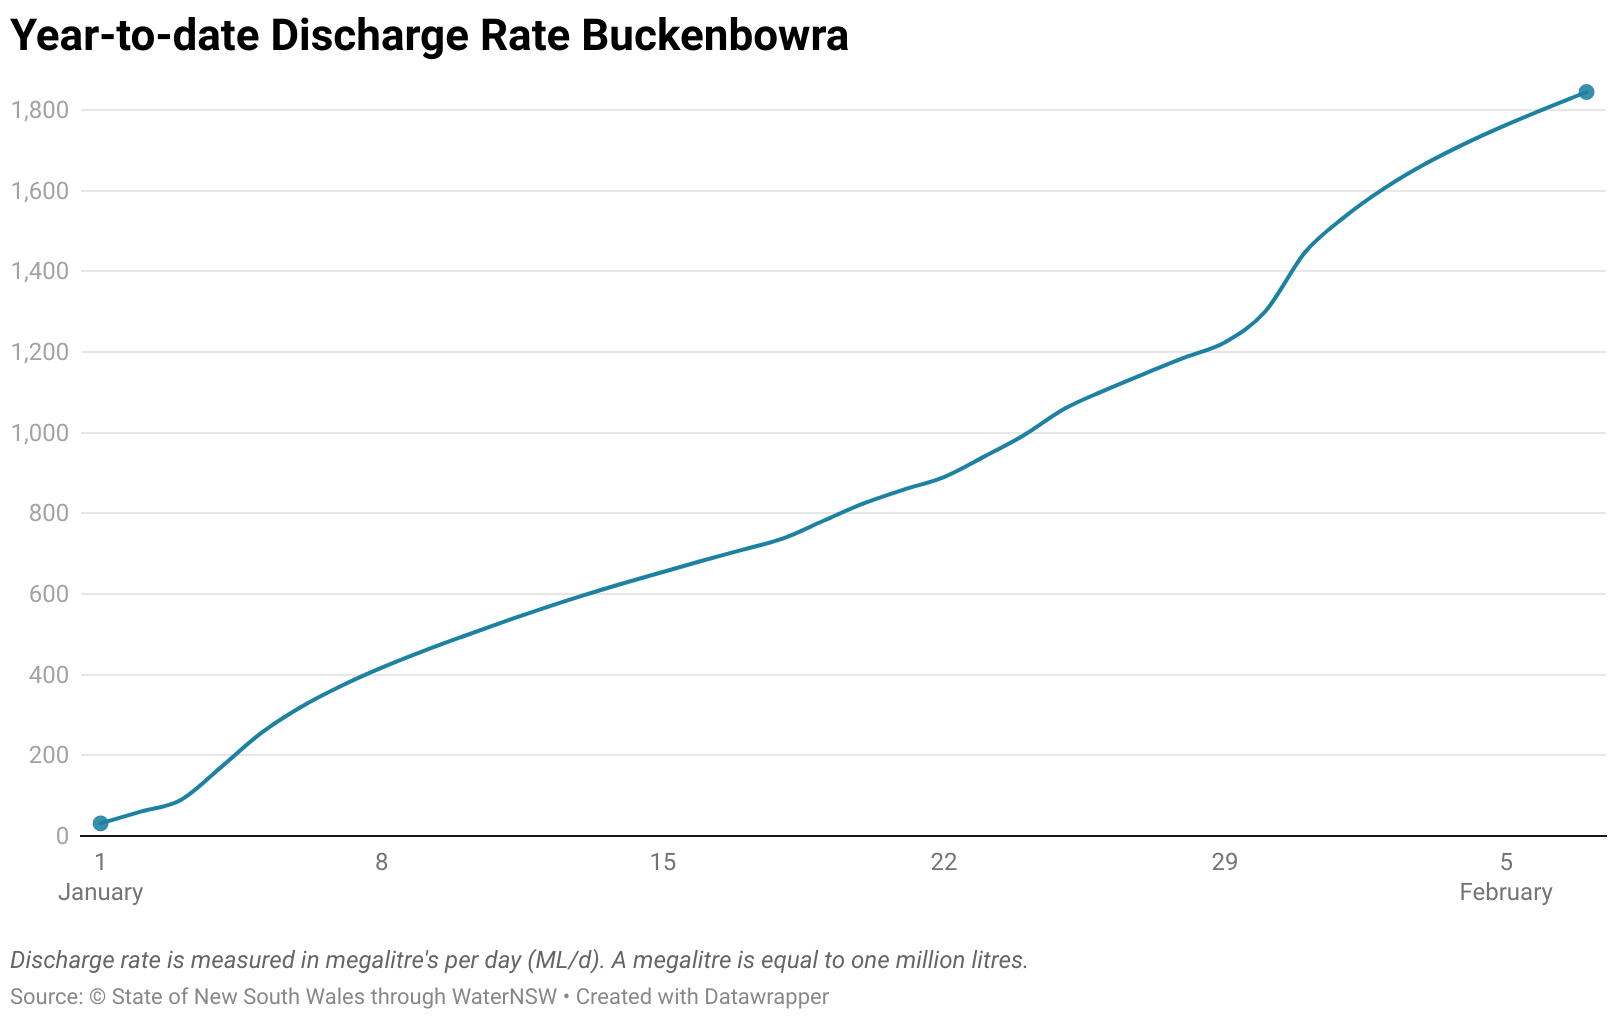 Year-to-date Discharge Rate Buckenbowra
1,800
1,600
1,400
1,200
1,000
800
600
400
200
0
1 8 15 22 29 5
January February
Discharge rate is measured in megalitre's per day (ML/d). A megalitre is equal to one million litres.
Source: © State of New South Wales through WaterNSW • Created with Datawrapper